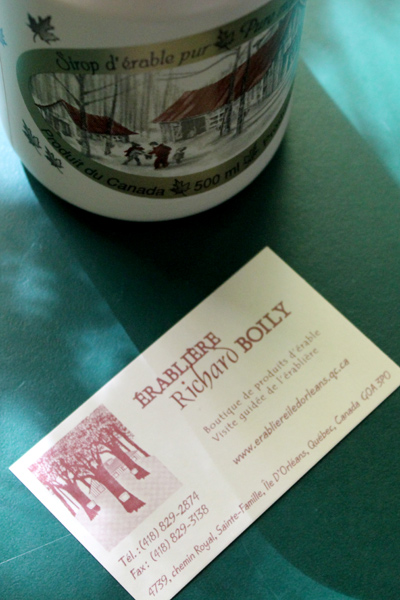 Sirop d'érable pur
Pure
Produit du Canada
500 ml
ÉRABLIÈRE
Richard BOILY
Boutique de produits d'érable
Visite guidée de l'érablière
www.erabliereiledorleans.qc.ca
Tél.: (418) 829-2874
Fax: (418) 829-3138
4739, chemin Royal, Sainte-Famille, Île D'Orléans, Québec, Canada G0A 3P0